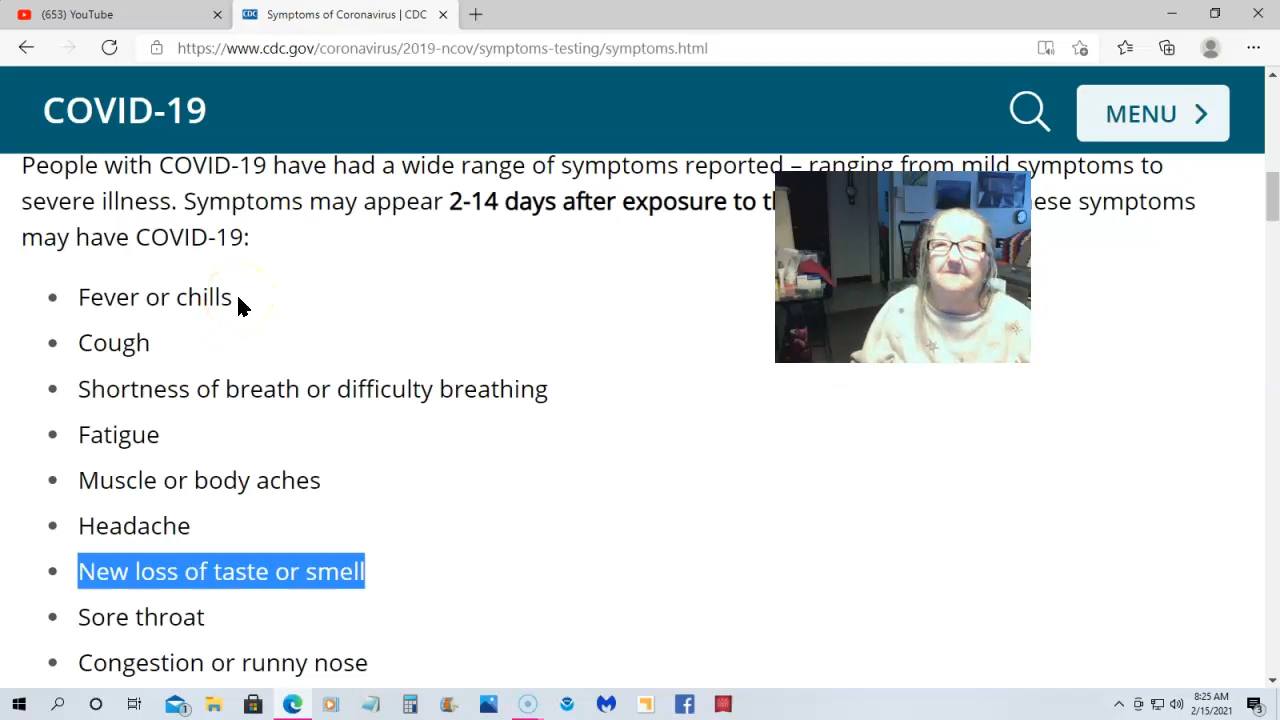 (653) YouTube
Symptoms of Coronavirus | CDC
https://www.cdc.gov/coronavirus/2019-ncov/symptoms-testing/symptoms.html
COVID-19
MENU
People with COVID-19 have had a wide range of symptoms reported – ranging from mild symptoms to
severe illness. Symptoms may appear 2-14 days after exposure to symptoms
may have COVID-19:
• Fever or chills
• Cough
• Shortness of breath or difficulty breathing
• Fatigue
• Muscle or body aches
• Headache
• New loss of taste or smell
• Sore throat
• Congestion or runny nose
8:25 AM
2/15/2021